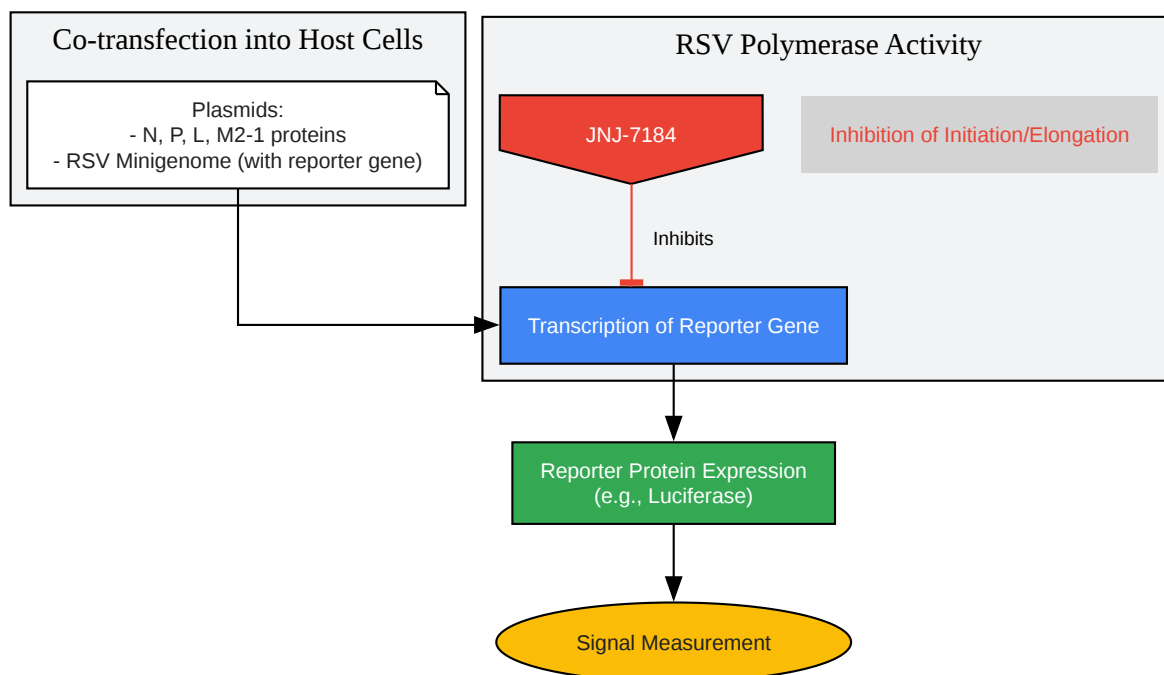 Co-transfection into Host Cells
Plasmids:
- N, P, L, M2-1 proteins
- RSV Minigenome (with reporter gene)
RSV Polymerase Activity
JNJ-7184
Inhibition of Initiation/Elongation
Inhibits
Transcription of Reporter Gene
Reporter Protein Expression
(e.g., Luciferase)
Signal Measurement